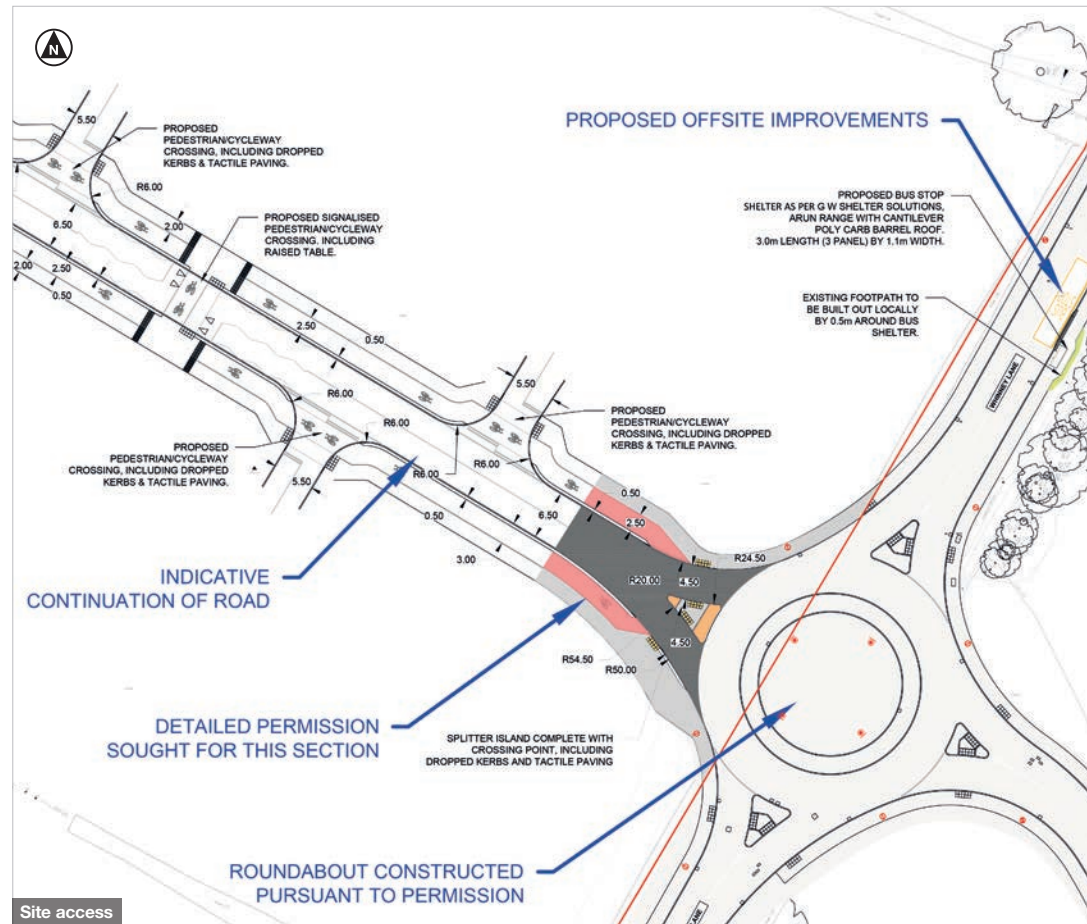 N
5.50
PROPOSED
PEDESTRIAN/CYCLEWAY
CROSSING, INCLUDING DROPPED
KERBS & TACTILE PAVING.
R6.00
6.50
2.00
2.00
2.50
0.50
PROPOSED SIGNALISED
PEDESTRIAN/CYCLEWAY
CROSSING. INCLUDING
RAISED TABLE.
PROPOSED OFFSITE IMPROVEMENTS
PROPOSED BUS STOP
SHELTER AS PER G W SHELTER SOLUTIONS,
ARUN RANGE WITH CANTILEVER
POLY CARB BARREL ROOF.
3.0m LENGTH (3 PANEL) BY 1.1m WIDTH.
EXISTING FOOTPATH TO
BE BUILT OUT LOCALLY
BY 0.5m AROUND BUS
SHELTER.
WHINNEY LANE
2.50
0.50
5.50
R6.00
R6.00
PROPOSED
PEDESTRIAN/CYCLEWAY
CROSSING, INCLUDING DROPPED
KERBS & TACTILE PAVING.
PROPOSED
PEDESTRIAN/CYCLEWAY
CROSSING, INCLUDING DROPPED
KERBS & TACTILE PAVING.
R6.00
R6.00
5.50
0.50
6.50
0.50
2.50
3.00
R24.50
R20.00
4.50
4.50
R54.50
R50.00
INDICATIVE
CONTINUATION OF ROAD
DETAILED PERMISSION
SOUGHT FOR THIS SECTION
SPLITTER ISLAND COMPLETE WITH
CROSSING POINT, INCLUDING
DROPPED KERBS AND TACTILE PAVING
ROUNDABOUT CONSTRUCTED
PURSUANT TO PERMISSION
Site access